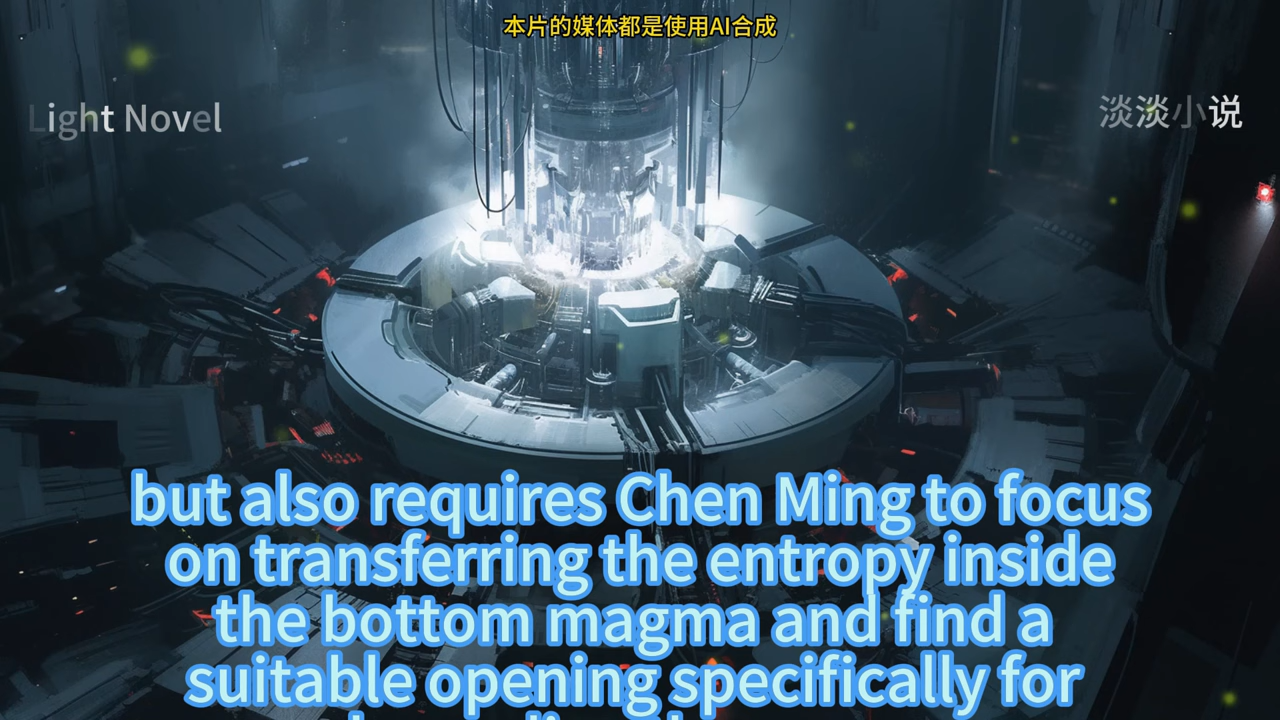 本片的媒体都是使用AI合成
Light Novel
淡淡小说
but also requires Chen Ming to focus
on transferring the entropy inside
the bottom magma and find a
suitable opening specifically for